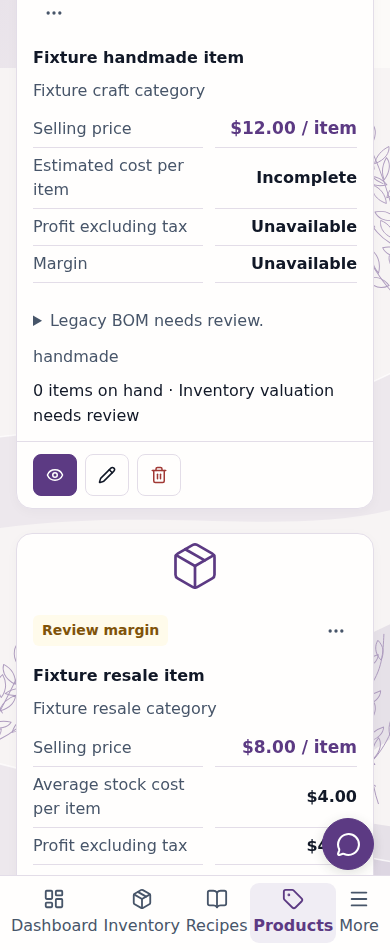 Fixture handmade item
Fixture craft category
Selling price $12.00 / item
Estimated cost per
item
Incomplete
Profit excluding tax Unavailable
Margin Unavailable
Legacy BOM needs review.
handmade
0 items on hand · Inventory valuation
needs review
Review margin
Fixture resale item
Fixture resale category
Selling price $8.00 / item
Average stock cost
per item
$4.00
Profit excluding tax
Dashboard Inventory Recipes Products More